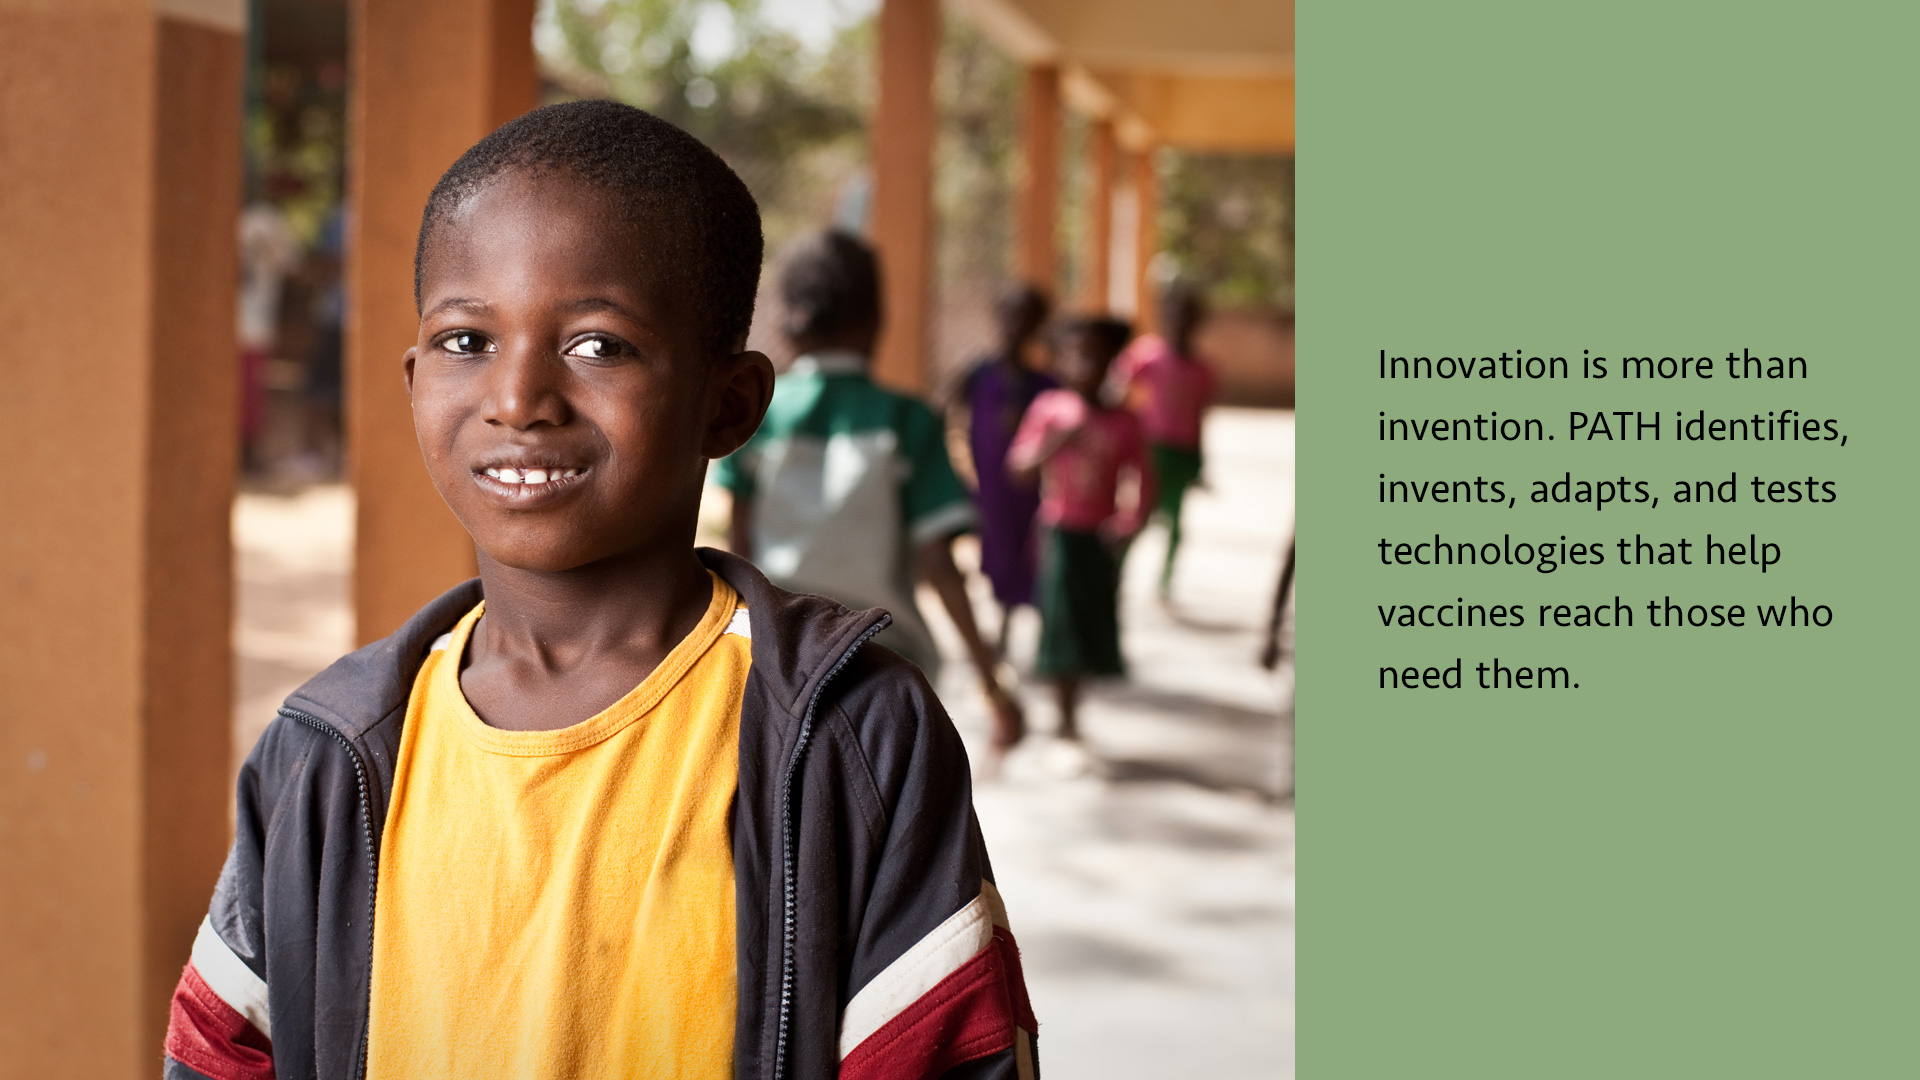 Innovation is more than
invention. PATH identifies,
invents, adapts, and tests
technologies that help
vaccines reach those who
need them.